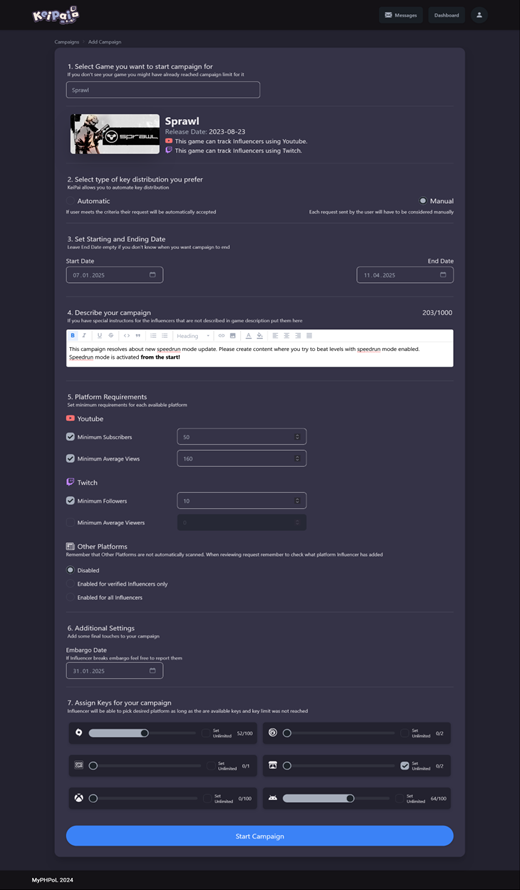 KeiPai
Messages
Dashboard
Campaigns
Add Campaign
1. Select Game you want to start campaign for
If you don't see your game you might have already reached campaign limit for it
Sprawl
SPRAWL
Sprawl
Release Date: 2023-08-23
This game can track Influencers using Youtube.
This game can track Influencers using Twitch.
2. Select type of key distribution you prefer
KeiPai allows you to automate key distribution
Automatic
Manual
If user meets the criteria their request will be automatically accepted
Each request sent by the user will have to be considered manually
3. Set Starting and Ending Date
Leave End Date empty if you don't know when you want campaign to end
Start Date
End Date
07 . 01 . 2025
11 . 04 . 2025
4. Describe your campaign
203/1000
If you have special instructons for the influencers that are not described in game description put them here
B I U S Heading A
This campaign resolves about new speedrun mode update. Please create content where you try to beat levels with speedrun mode enabled.
Speedrun mode is activated from the start!
5. Platform Requirements
Set minimum requirements for each available platform
Youtube
Minimum Subscribers
50
Minimum Average Views
160
Twitch
Minimum Followers
10
Minimum Average Viewers
0
Other Platforms
Remember that Other Platforms are not automatically scanned. When reviewing request remember to check what platform Influencer has added
Disabled
Enabled for verified Influencers only
Enabled for all Influencers
6. Additional Settings
Add some final touches to your campaign
Embargo Date
If Influencer breaks embargo feel free to report them
31 . 01 . 2025
7. Assign Keys for your campaign
Influencer will be able to pick desired platform as long as the are available keys and key limit was not reached
Set Unlimited
52/100
Set Unlimited
0/2
Set Unlimited
0/1
Set Unlimited
0/2
Set Unlimited
0/100
Set Unlimited
64/100
Start Campaign
MyPHPoL 2024